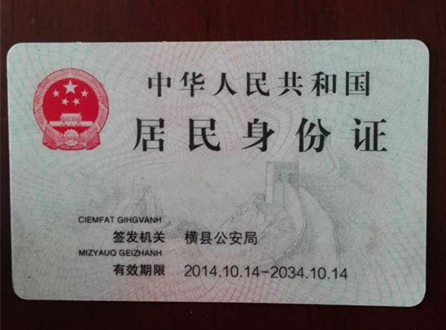 中华人民共和国
居民身份证
CIEMFAT GIHGVANH
签发机关 横县公安局
MIZYAUQ GEIZHANH
有效期限 2014.10.14-2034.10.14